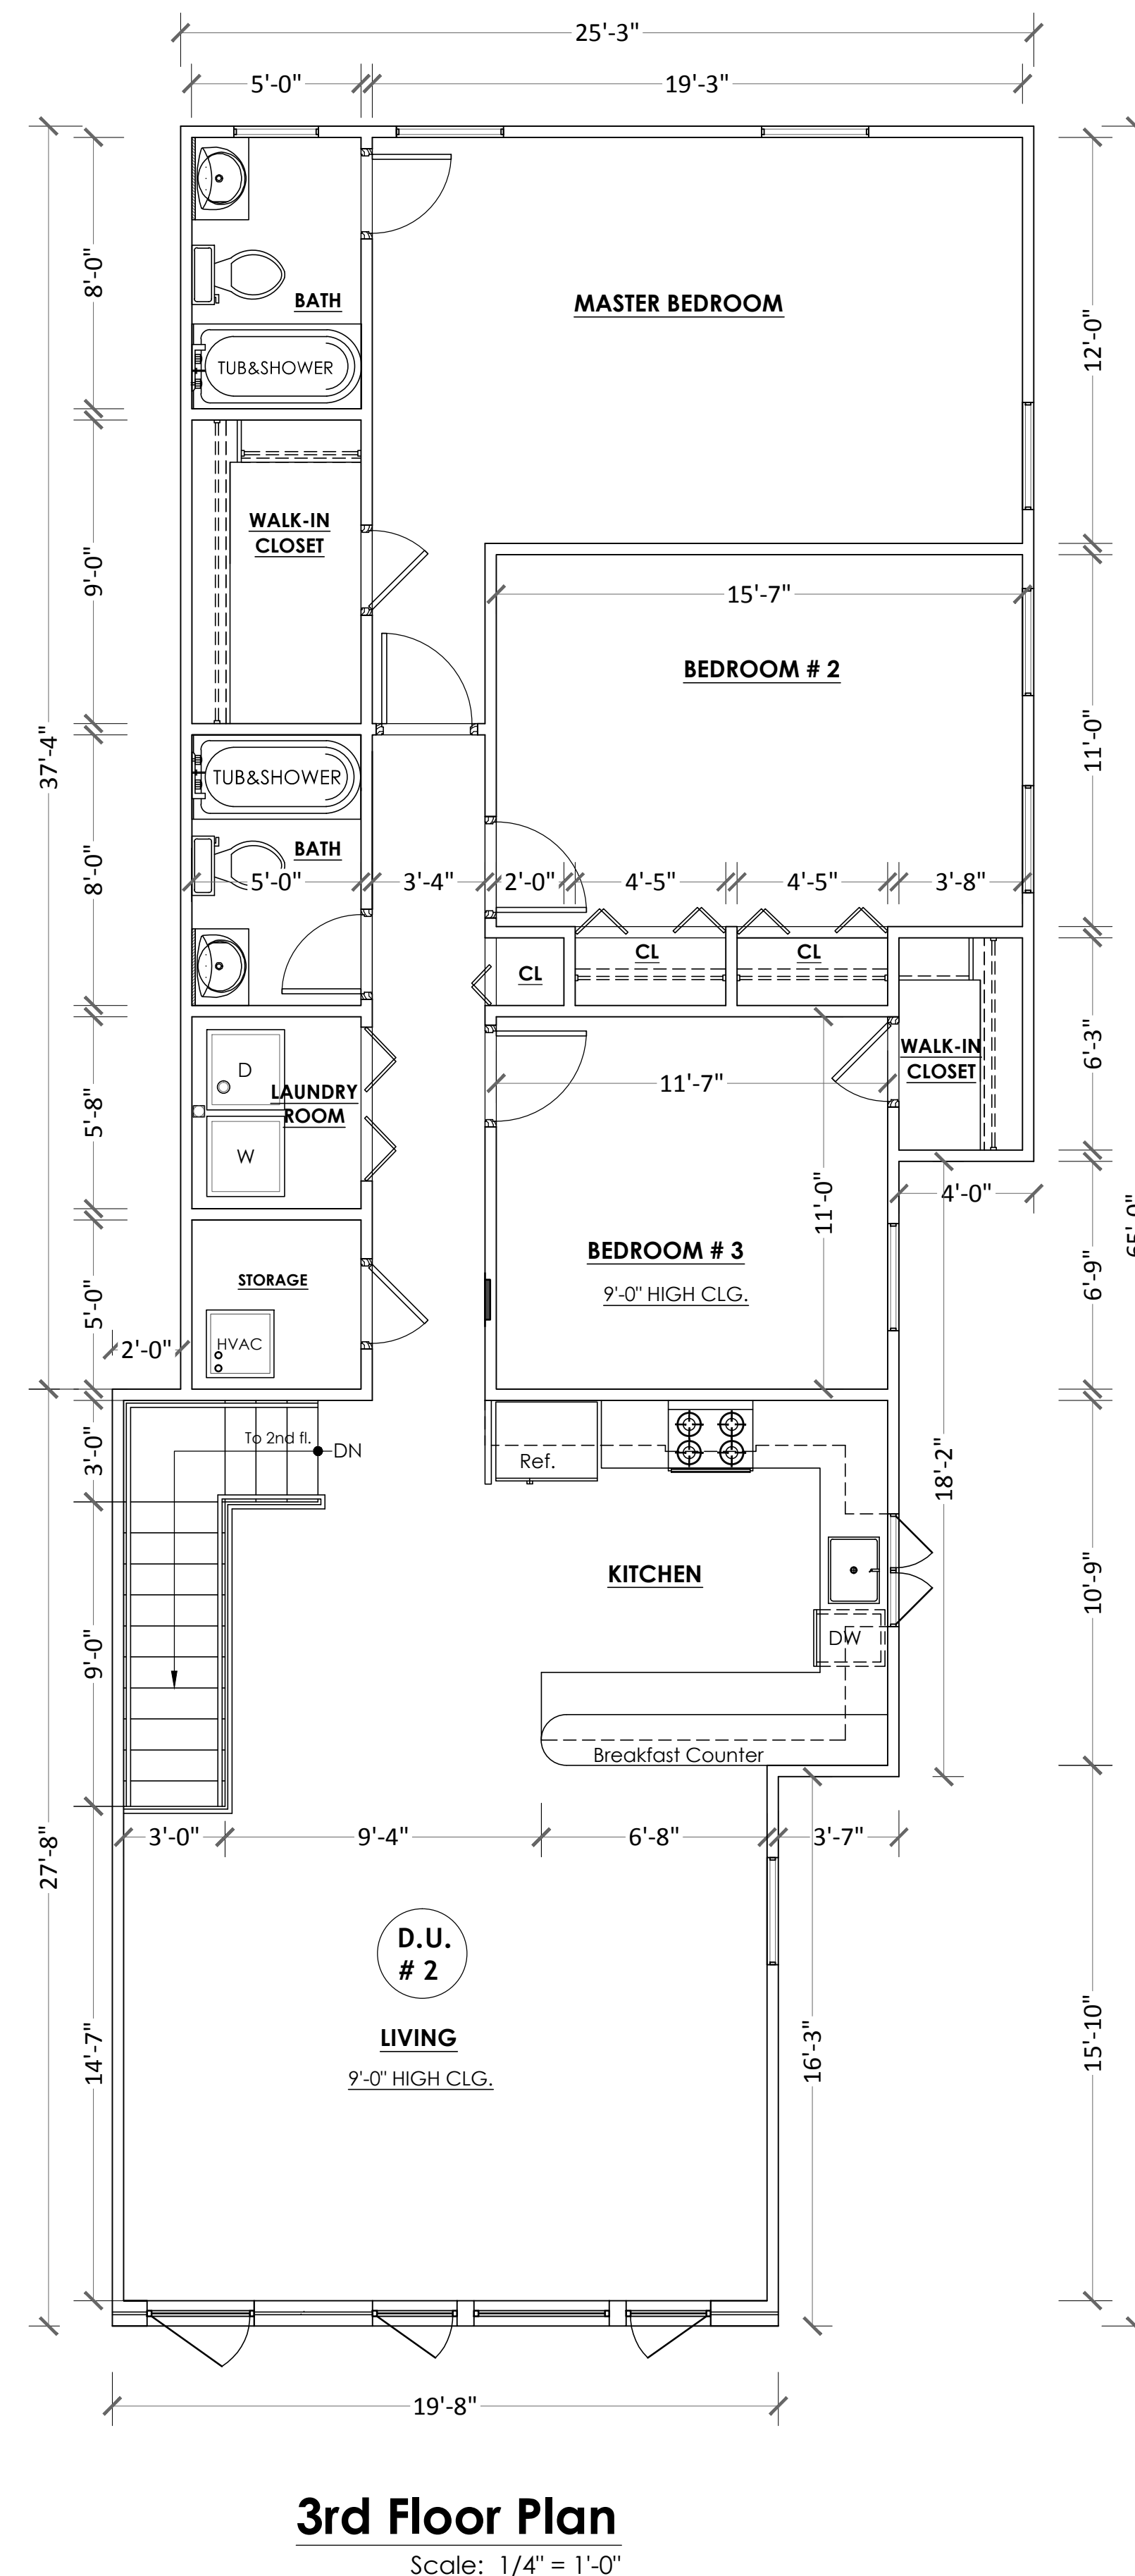 25'-3"
5'-0"
19'-3"
8'-0"
BATH
TUB&SHOWER
MASTER BEDROOM
12'-0"
9'-0"
WALK-IN
CLOSET
15'-7"
BEDROOM # 2
37'-4"
11'-0"
TUB&SHOWER
BATH
8'-0"
5'-0"
3'-4"
2'-0"
4'-5"
4'-5"
3'-8"
CL
CL
CL
D
LAUNDRY
ROOM
W
5'-8"
11'-7"
WALK-IN
CLOSET
6'-3"
4'-0"
11'-0"
BEDROOM # 3
9'-0" HIGH CLG.
65'-0"
6'-9"
STORAGE
HVAC
5'-0"
2'-0"
3'-0"
To 2nd fl.
DN
Ref.
18'-2"
KITCHEN
DW
10'-9"
9'-0"
Breakfast Counter
3'-0"
9'-4"
6'-8"
3'-7"
27'-8"
D.U.
# 2
LIVING
9'-0" HIGH CLG.
14'-7"
16'-3"
15'-10"
19'-8"
3rd Floor Plan
Scale: 1/4" = 1'-0"